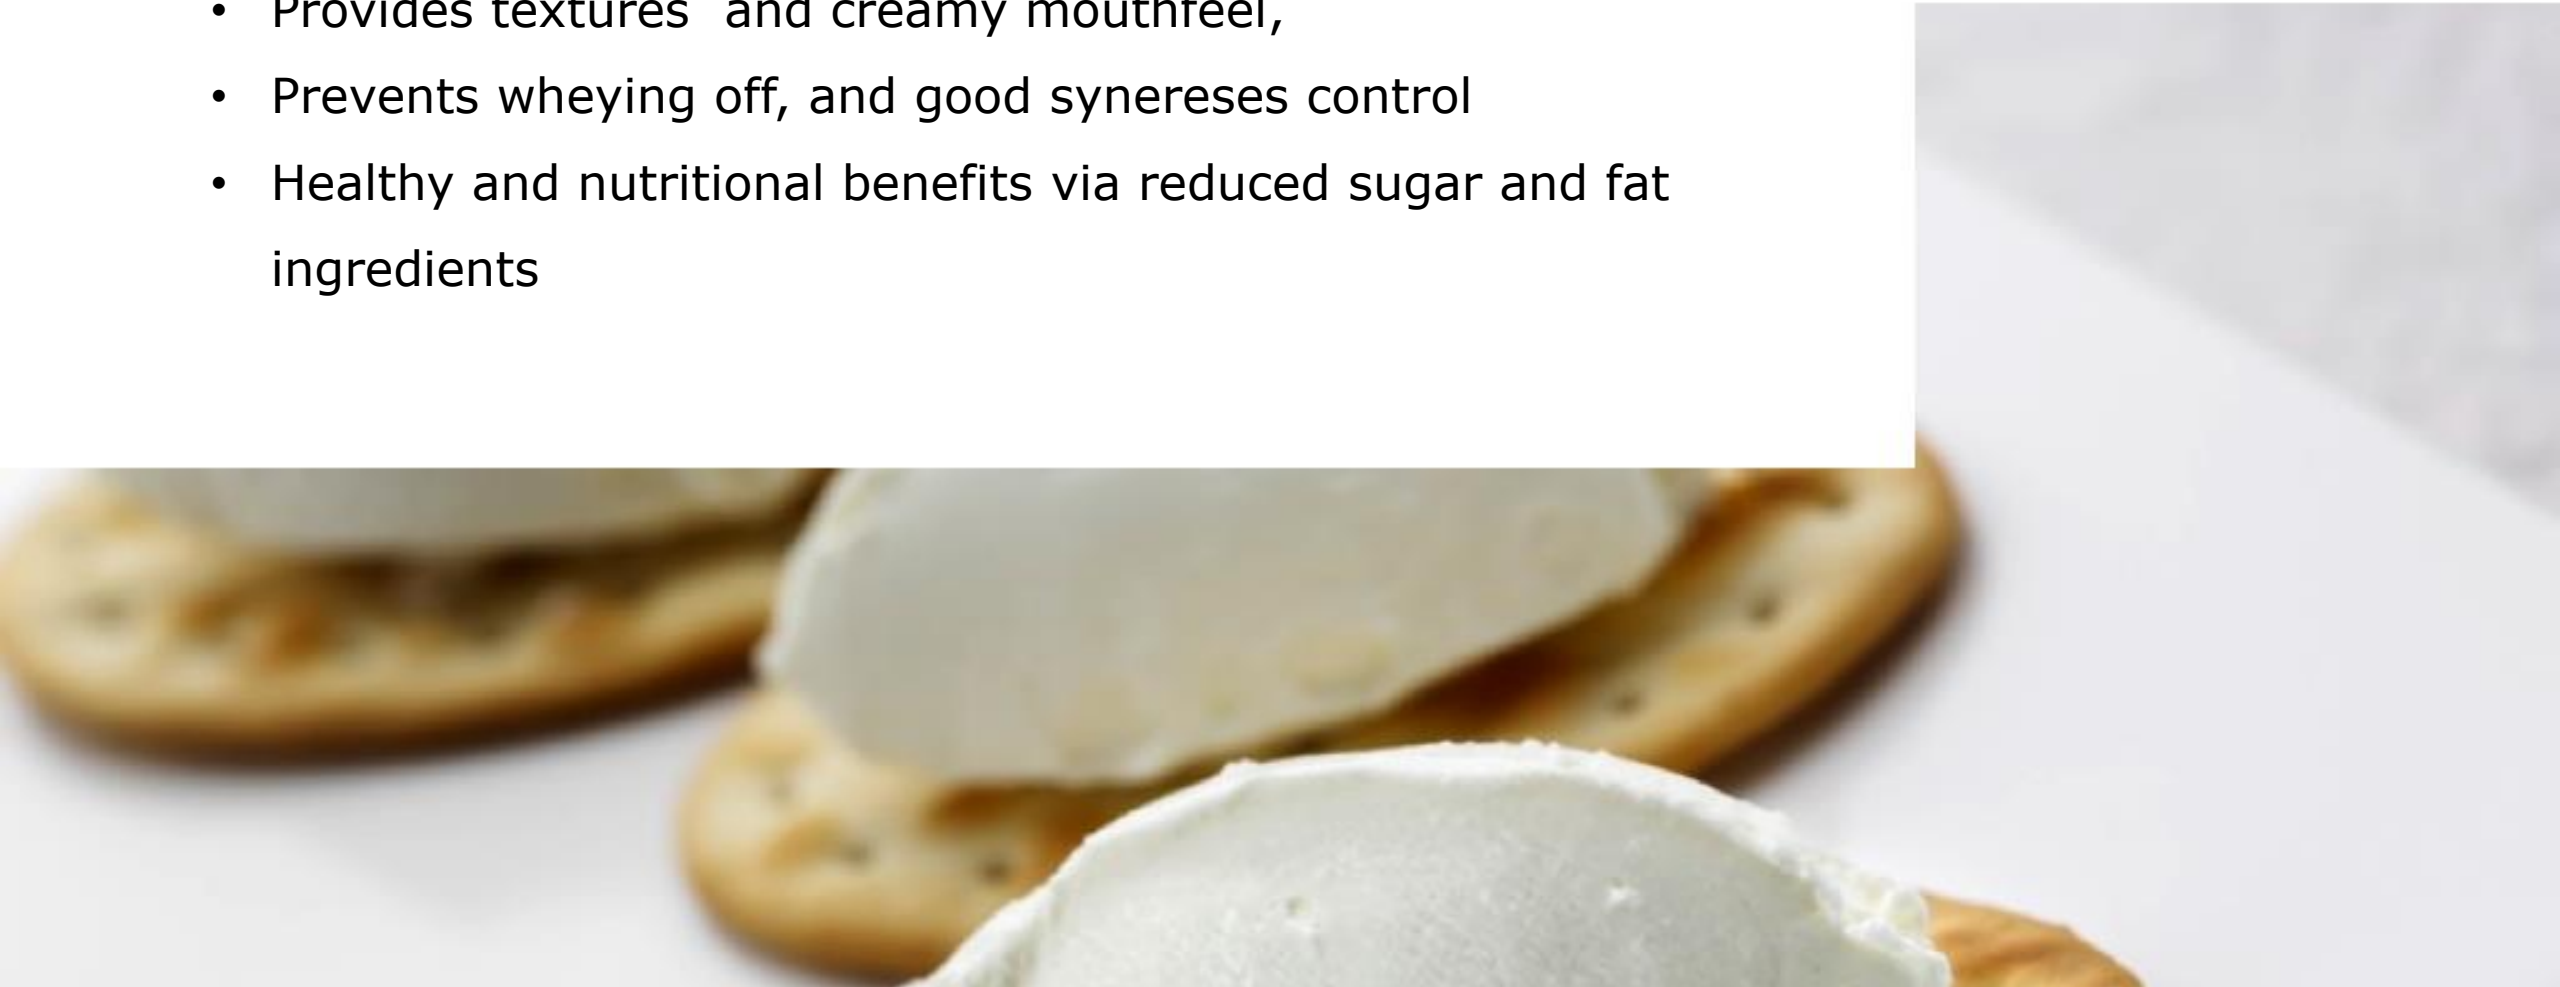 • Provides textures  and creamy mouthfeel,
• Prevents wheying off, and good synereses control
• Healthy and nutritional benefits via reduced sugar and fat
ingredients